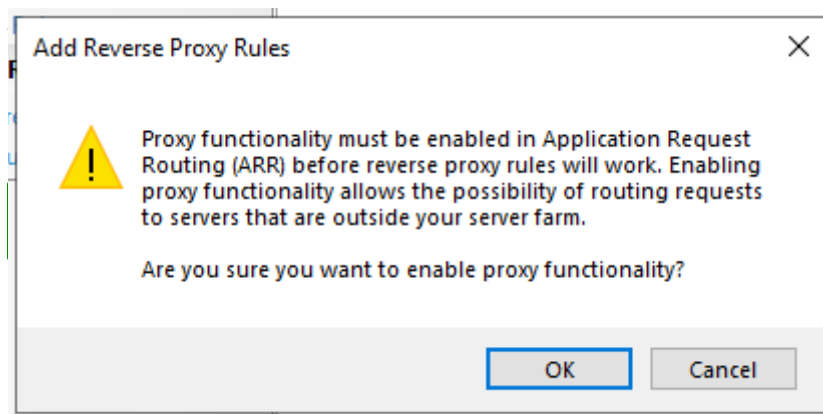 Add Reverse Proxy Rules
Proxy functionality must be enabled in Application Request
Routing (ARR) before reverse proxy rules will work. Enabling
proxy functionality allows the possibility of routing requests
to servers that are outside your server farm.
Are you sure you want to enable proxy functionality?
OK
Cancel